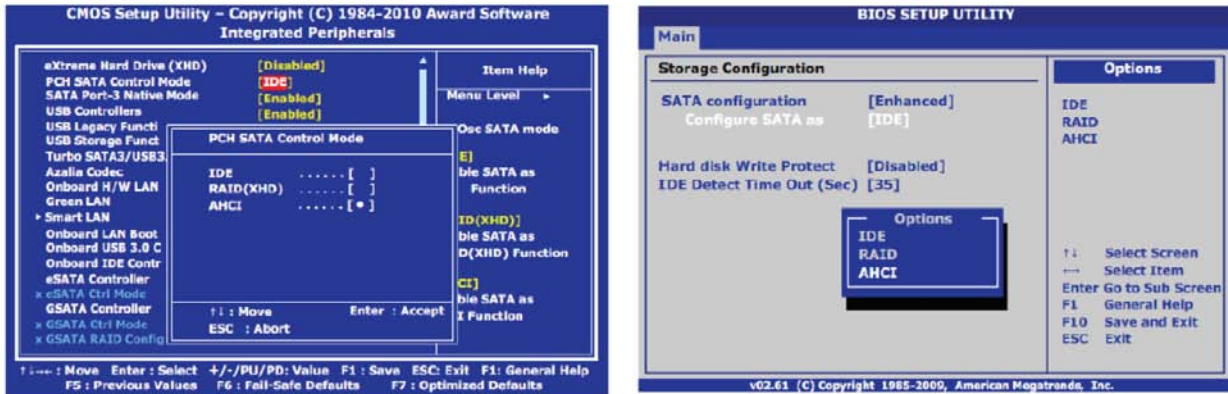 CMOS Setup Utility – Copyright (C) 1984-2010 Award Software
Integrated Peripherals
eXtreme Hard Drive (XHD) [Disabled]
PCH SATA Control Mode [IDE]
SATA Port-3 Native Mode [Enabled]
USB Controllers [Enabled]
USB Legacy Functi
USB Storage Funct
Turbo SATA3/USB3.
Azalia Codec
Onboard H/W LAN
Green LAN
▸ Smart LAN
Onboard LAN Boot
Onboard USB 3.0 C
Onboard IDE Contr
eSATA Controller
x eSATA Ctrl Mode
GSATA Controller
x GSATA Ctrl Mode
x GSATA RAID Config
PCH SATA Control Mode
IDE ......[ ]
RAID(XHD) ......[ ]
AHCI ......[•]
↑↓ : Move Enter : Accept
ESC : Abort
Item Help
Menu Level ▸
Osc SATA mode
E]
ble SATA as
Function
ID(XHD)]
ble SATA as
D(XHD) Function
CI]
ble SATA as
I Function
↑↓→← : Move Enter : Select +/-/PU/PD: Value F1 : Save ESC: Exit F1: General Help
F5 : Previous Values F6 : Fail-Safe Defaults F7 : Optimized Defaults
BIOS SETUP UTILITY
Main
Storage Configuration
SATA configuration [Enhanced]
Configure SATA as [IDE]
Hard disk Write Protect [Disabled]
IDE Detect Time Out (Sec) [35]
Options
IDE
RAID
AHCI
Options
IDE
RAID
AHCI
↑↓ Select Screen
←→ Select Item
Enter Go to Sub Screen
F1 General Help
F10 Save and Exit
ESC Exit
v02.61 (C) Copyright 1985-2009, American Megatrends, Inc.